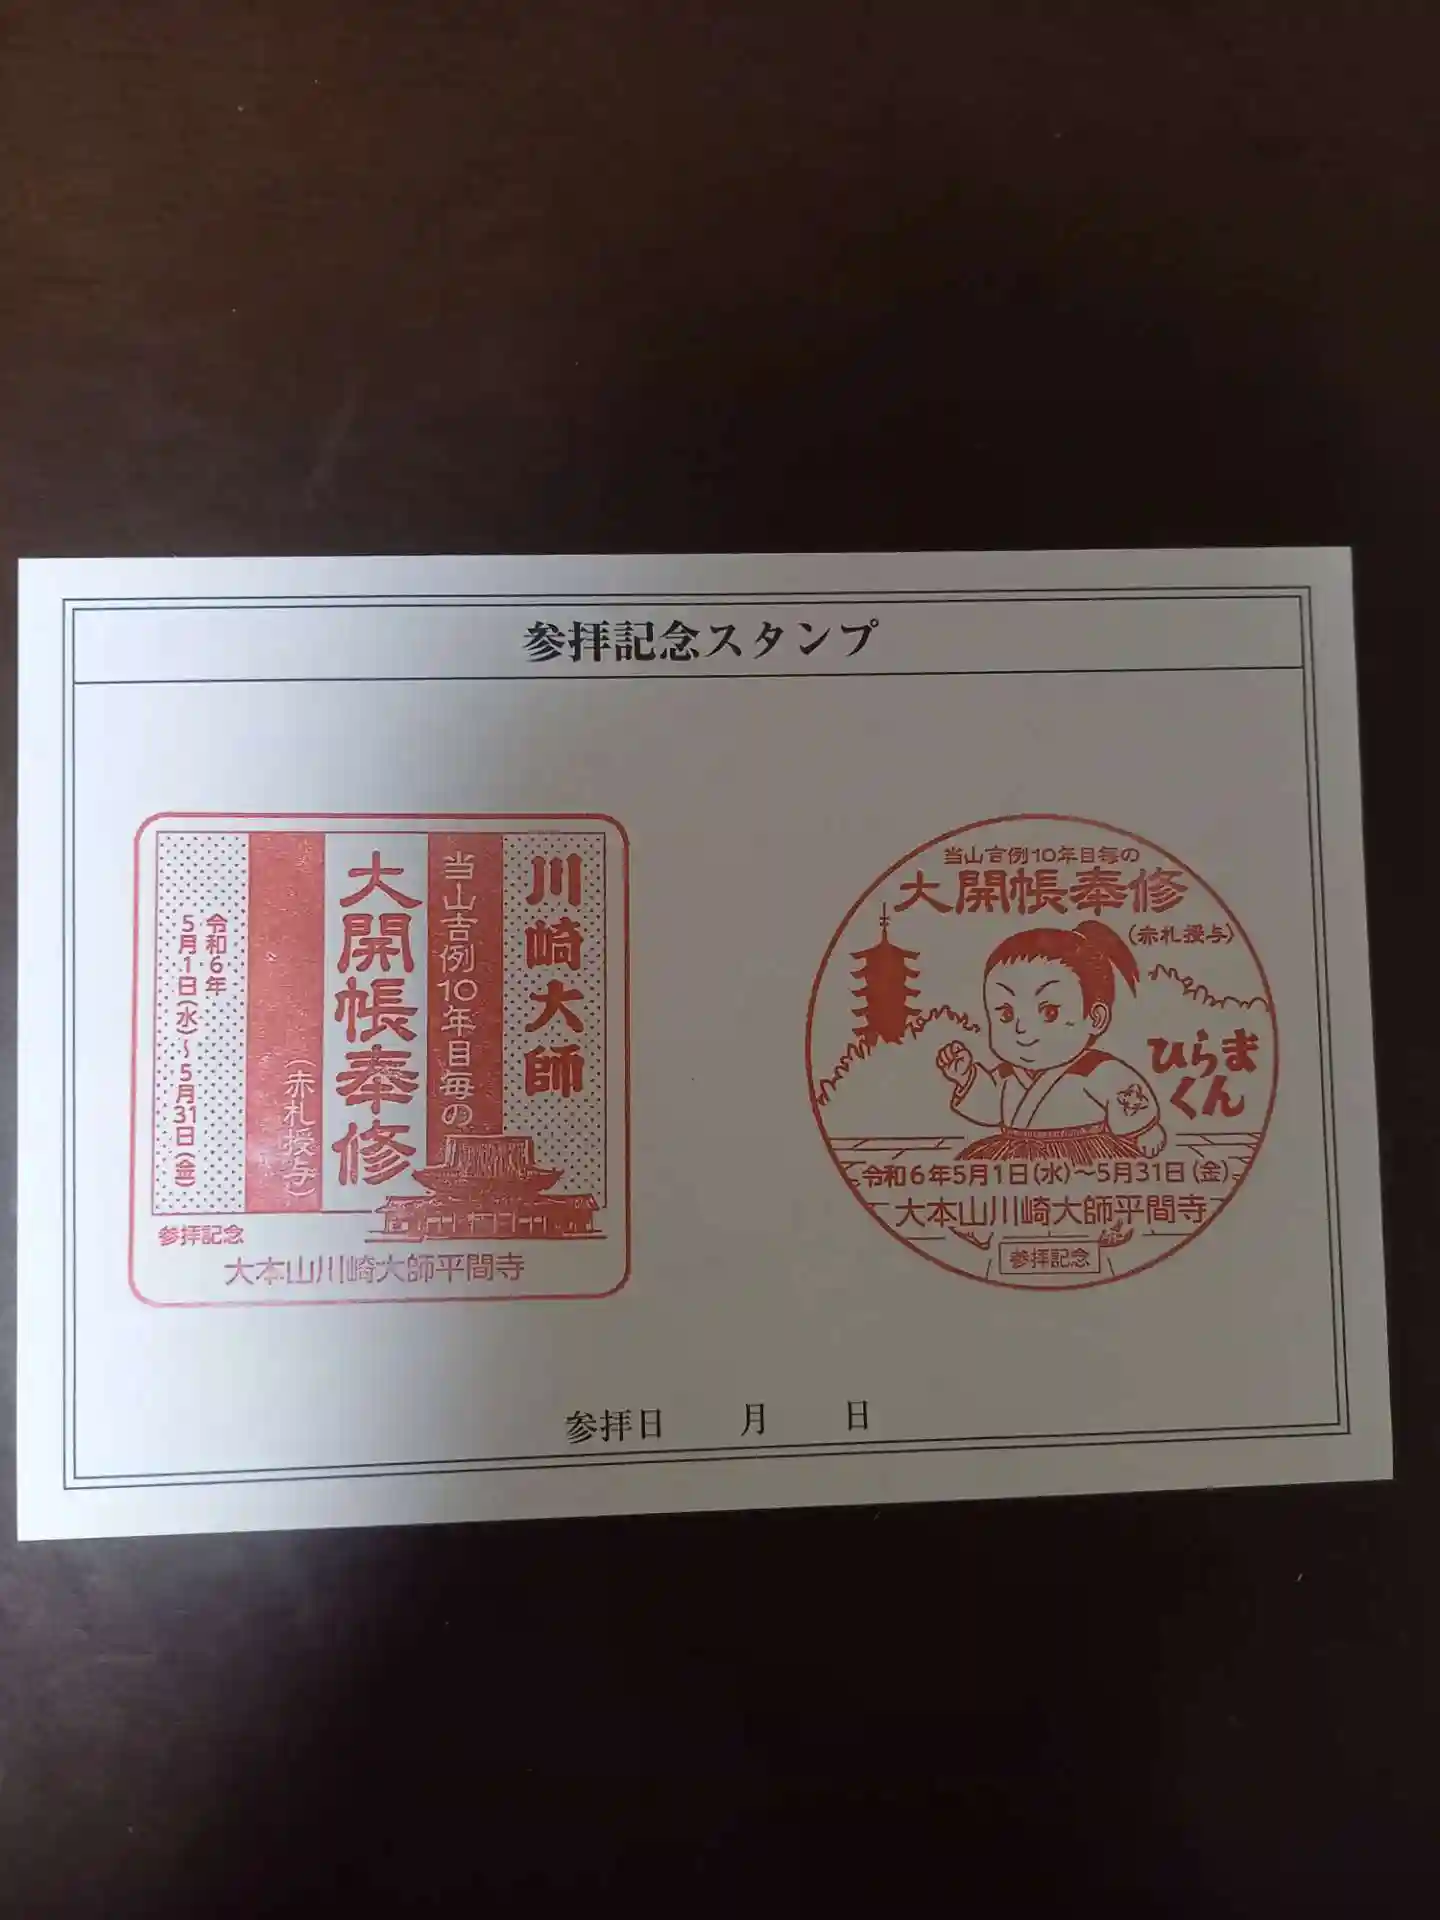 参拝記念スタンプ
川崎大師
当山吉例10年目毎の
大開帳奉修
(赤札授与)
令和6年
5月1日(水)〜5月31日(金)
参拝記念
大本山川崎大師平間寺
当山吉例10年目毎の
大開帳奉修
(赤札授与)
ひらま
くん
令和6年5月1日(水)〜5月31日(金)
大本山川崎大師平間寺
参拝記念
参拝日 月 日